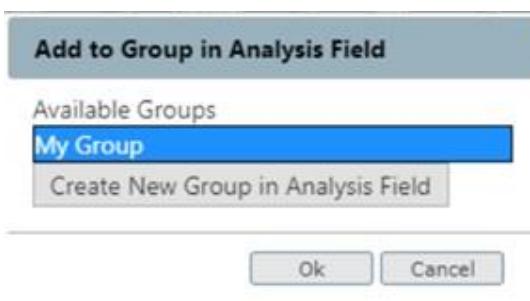 Add to Group in Analysis Field
Available Groups
My Group
Create New Group in Analysis Field
Ok Cancel